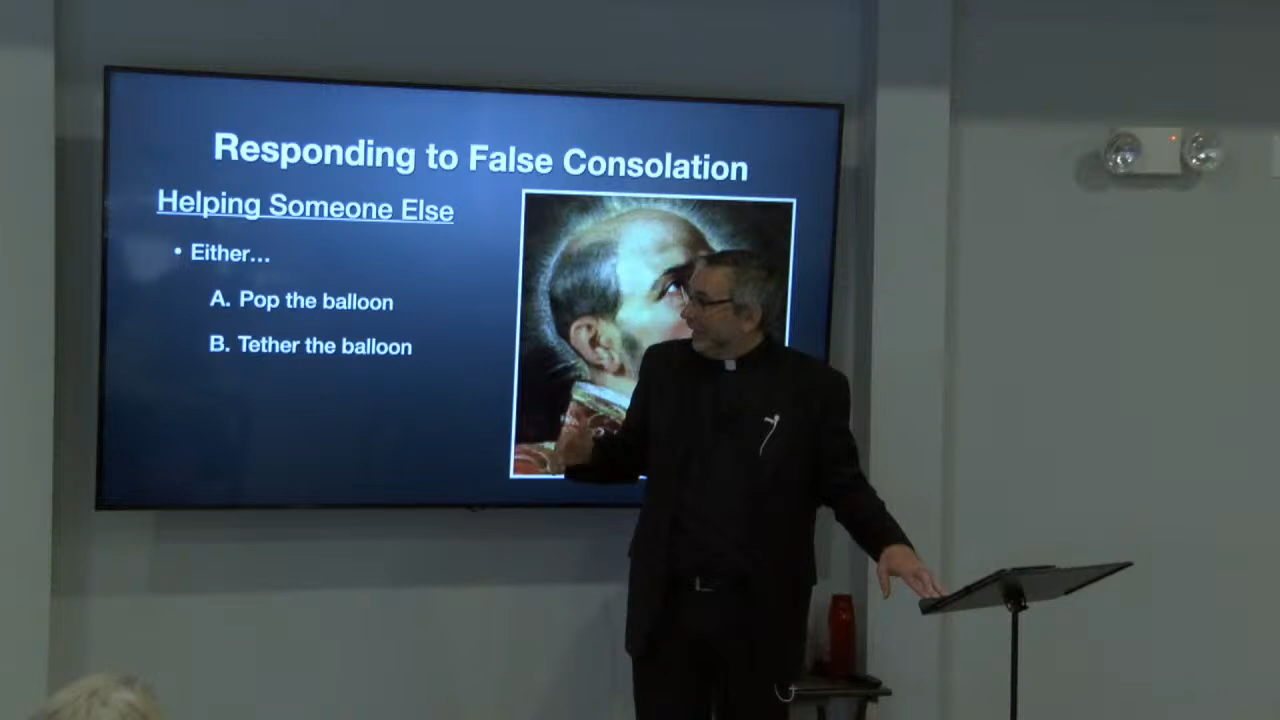 Responding to False Consolation
Helping Someone Else
• Either...
A. Pop the balloon
B. Tether the balloon